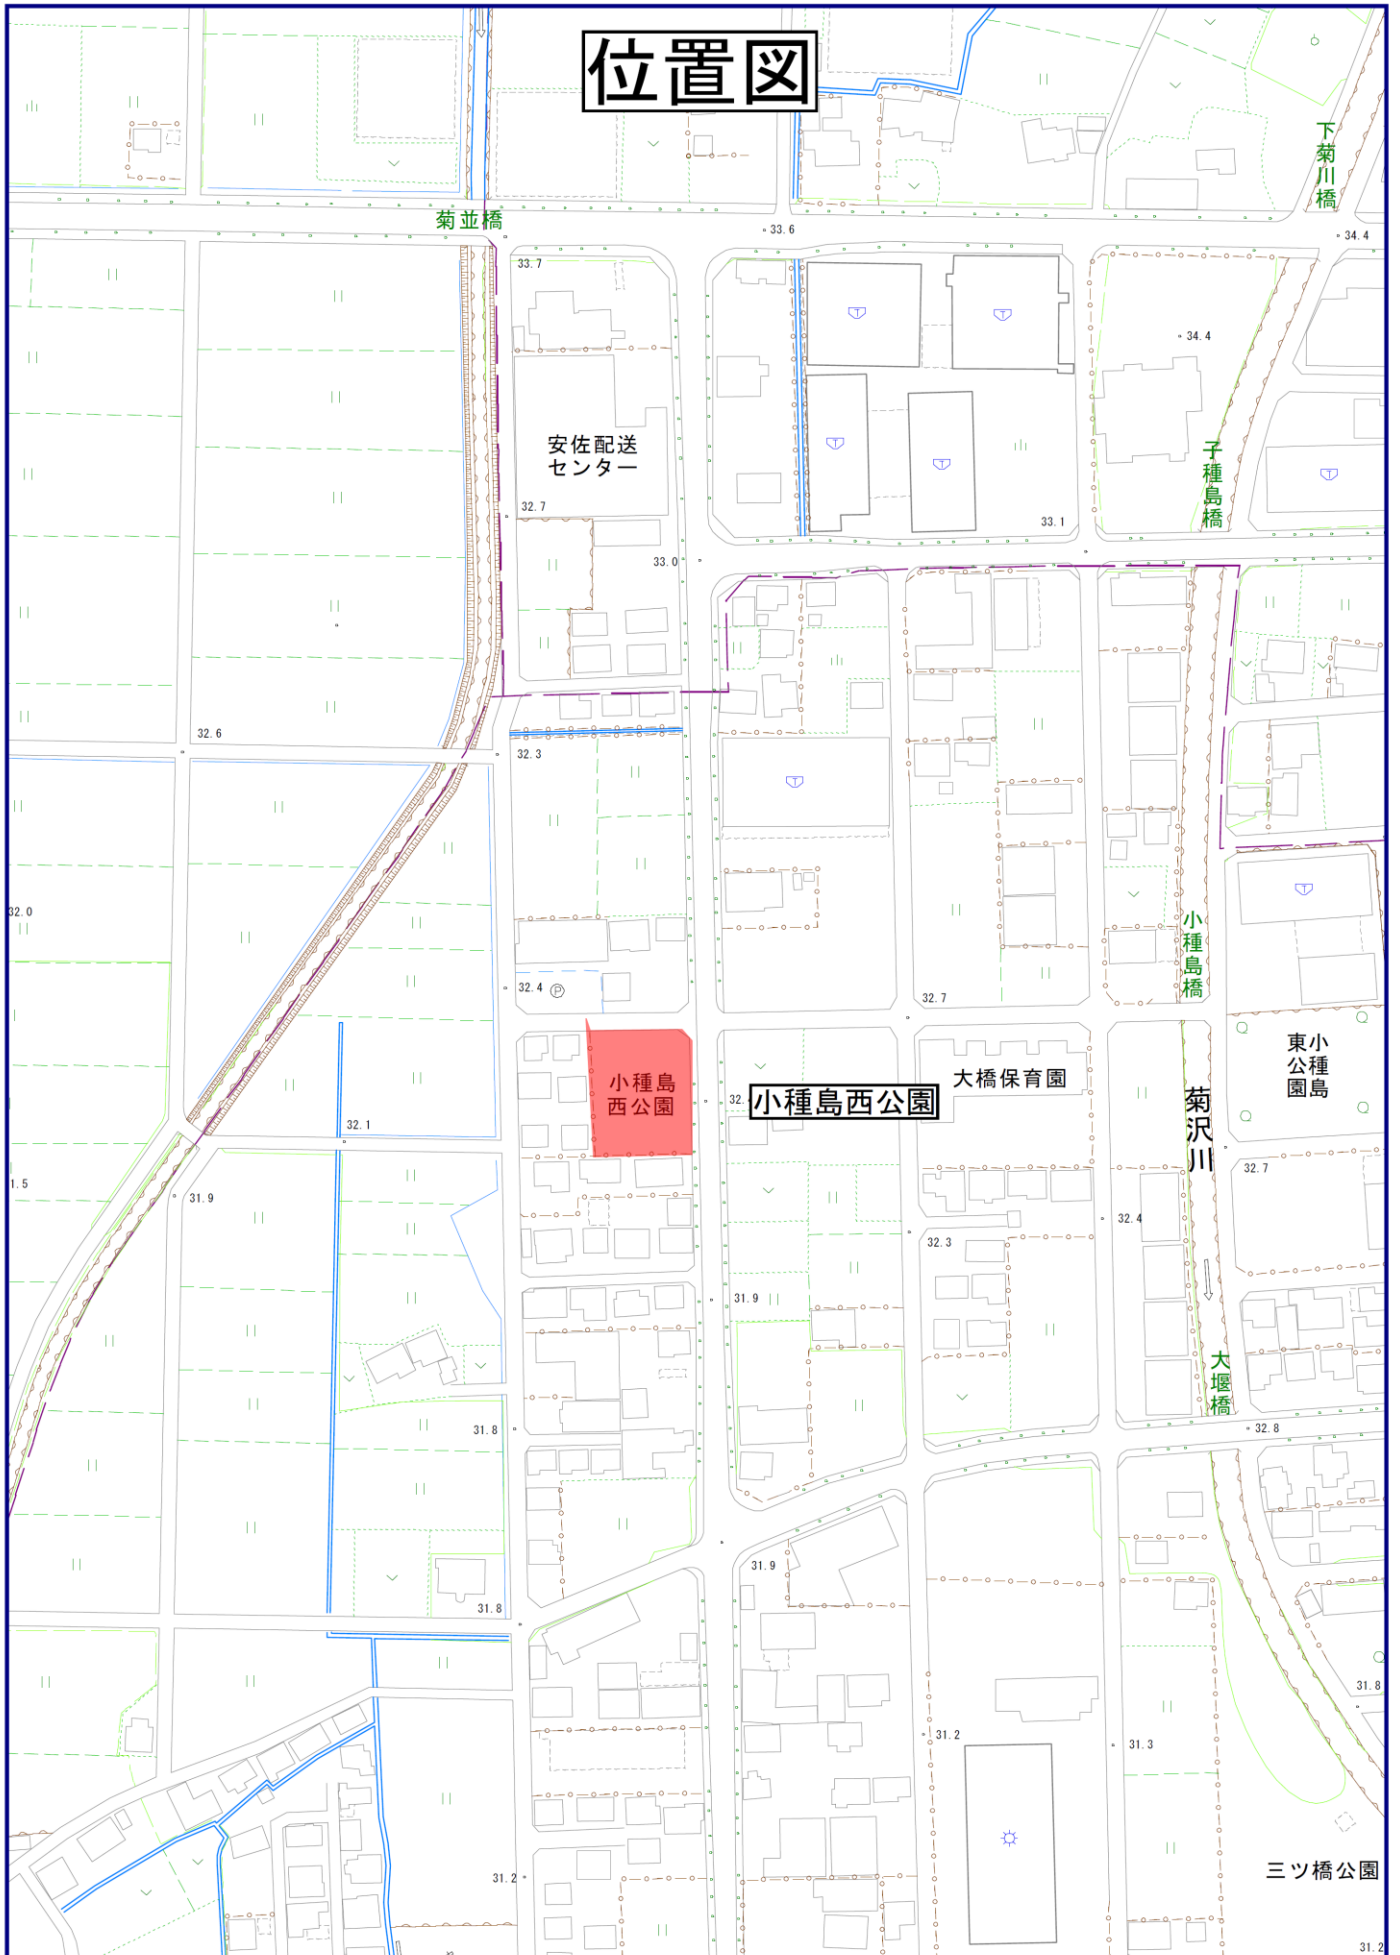 位置図
下菊川橋
菊並橋
33.6
34.4
33.7
34.4
安佐配送
センター
子種島橋
32.7
33.1
33.0
32.6
32.3
32.0
小種島橋
32.4
P
32.7
小種島
西公園
32.
小種島西公園
大橋保育園
小種島
東公園
菊沢川
32.1
1.5
31.9
32.7
32.4
32.3
31.9
大堰橋
31.8
32.8
31.9
31.8
31.8
31.2
31.3
三ツ橋公園
31.2
31.2